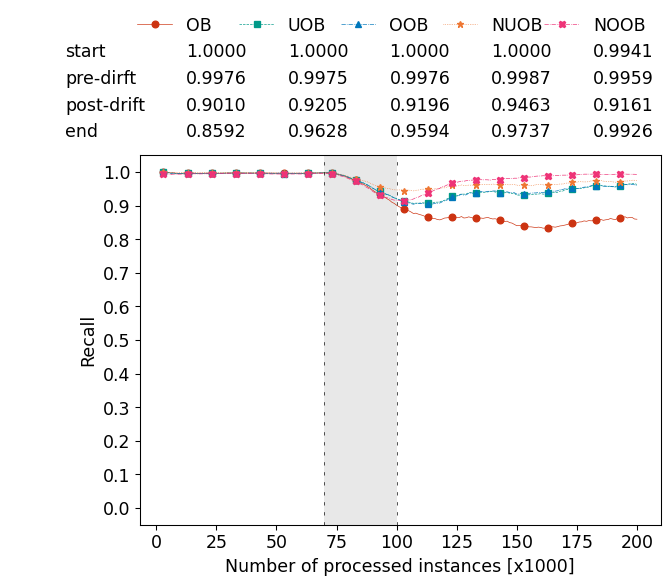 OB UOB OOB NUOB NOOB
start 1.0000 1.0000 1.0000 1.0000 0.9941
pre-dirft 0.9976 0.9975 0.9976 0.9987 0.9959
post-drift 0.9010 0.9205 0.9196 0.9463 0.9161
end 0.8592 0.9628 0.9594 0.9737 0.9926
1.0
0.9
0.8
0.7
0.6
0.5
0.4
0.3
0.2
0.1
0.0
Recall
0 25 50 75 100 125 150 175 200
Number of processed instances [x1000]